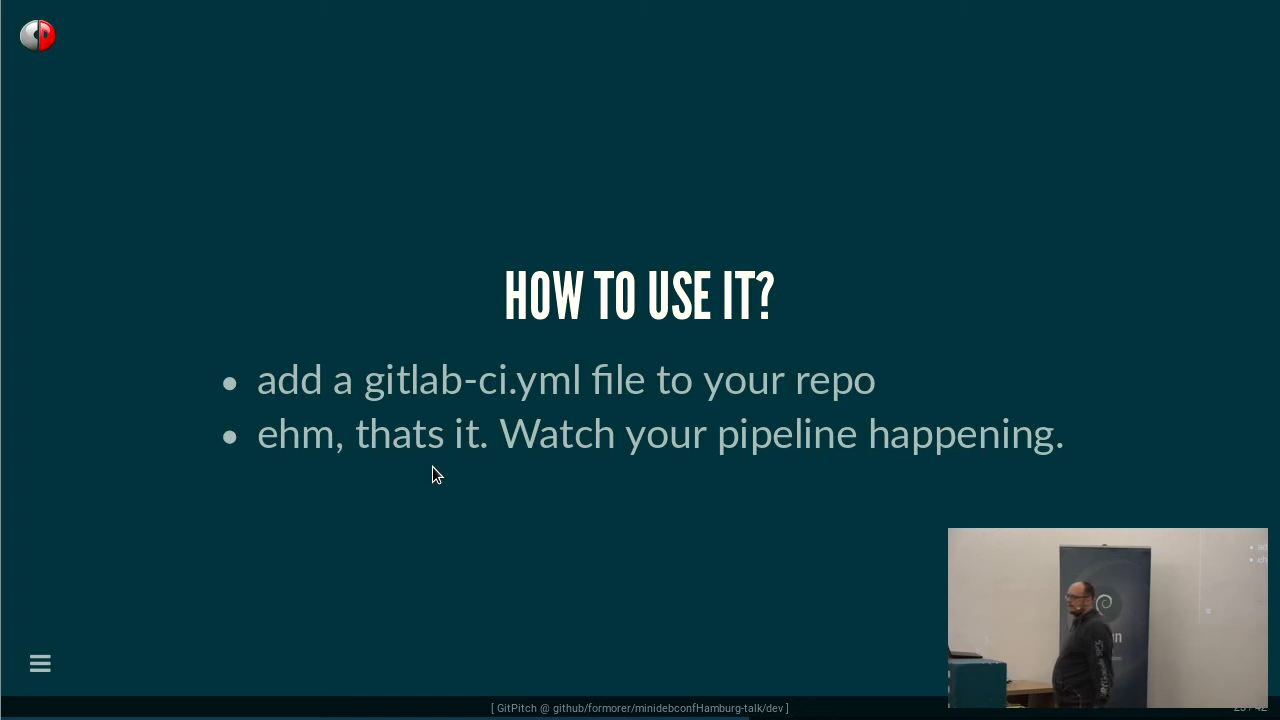 HOW TO USE IT?
add a gitlab-ci.yml file to your repo
ehm, thats it. Watch your pipeline happening.
[ GitPitch @ github/formorer/minidebconfHamburg-talk/dev ]